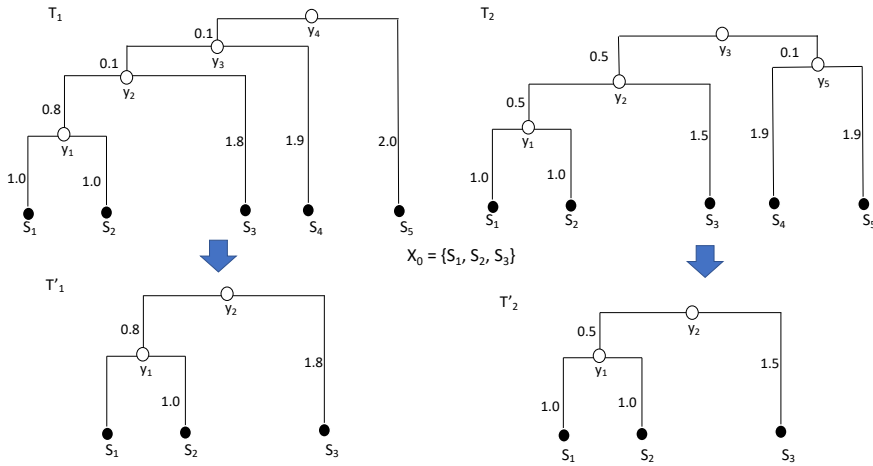 T₁
0.1
y₄
0.1
y₃
y₂
0.8
y₁
1.0
1.0
1.8
1.9
2.0
S₁
S₂
S₃
S₄
S₅
T₂
y₃
0.5
0.1
y₅
y₂
0.5
y₁
1.0
1.0
1.5
1.9
1.9
S₁
S₂
S₃
S₄
S₅
X₀ = {S₁, S₂, S₃}
T'₁
y₂
0.8
y₁
1.0
1.8
S₁
S₂
S₃
T'₂
y₂
0.5
y₁
1.0
1.0
1.5
S₁
S₂
S₃